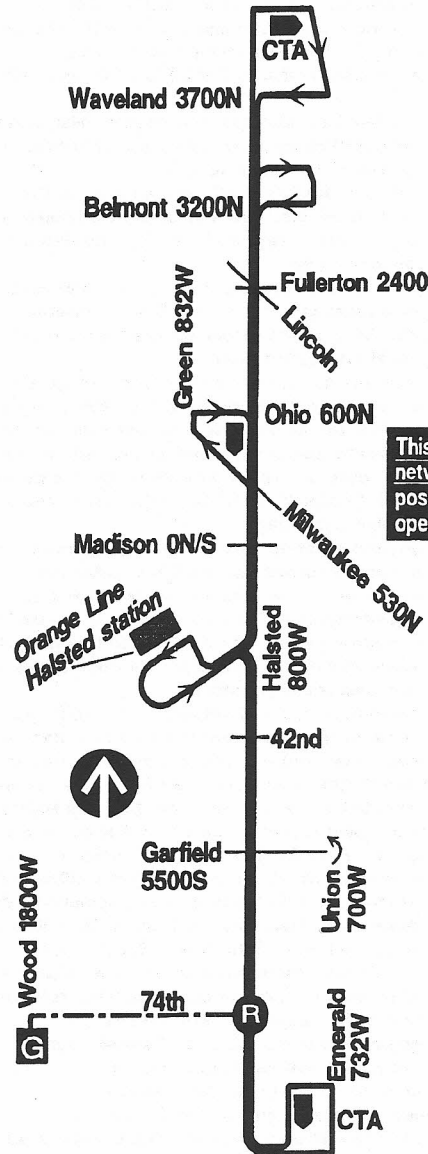 CTA
Waveland 3700N
Belmont 3200N
Fullerton 2400
Lincoln
Green 832W
Ohio 600N
This
netv
pos
ope
Milwaukee 530N
Madison 0N/S
Orange Line
Halsted station
Halsted
800W
42nd
Garfield
5500S
Union
700W
Wood 1800W
74th
R
G
Emerald
732W
CTA